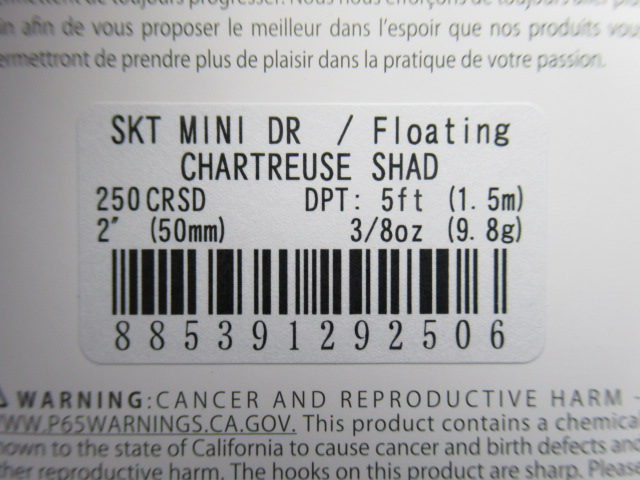 in afin de vous proposer le meilleur dans l'espoir que nos produits vous
ermettront de prendre plus de plaisir dans la pratique de votre passion.
SKT MINI DR / Floating
CHARTREUSE SHAD
250CRSD DPT: 5ft (1.5m)
2" (50mm) 3/8oz (9.8g)
885391292506
⚠WARNING:CANCER AND REPRODUCTIVE HARM -
WWW.P65WARNINGS.CA.GOV. This product contains a chemical
nown to the state of California to cause cancer and birth defects and
ther reproductive harm. The hooks on this product are sharp. Please